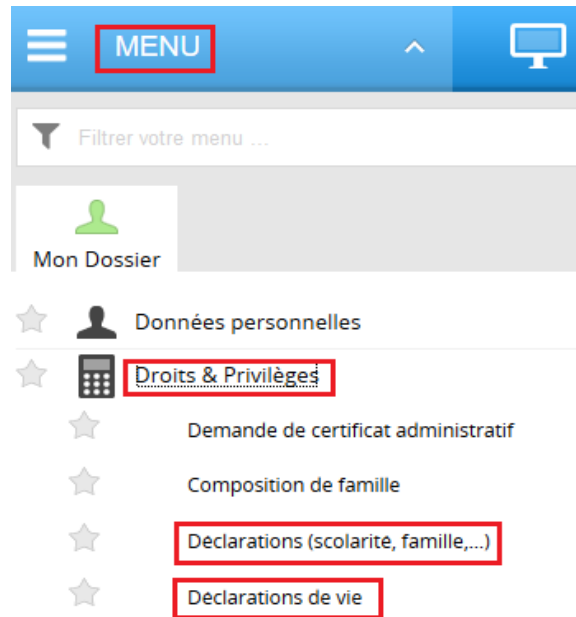 MENU
Filtrer votre menu ...
Mon Dossier
Données personnelles
Droits & Privilèges
Demande de certificat administratif
Composition de famille
Déclarations (scolarité, famille,...)
Déclarations de vie